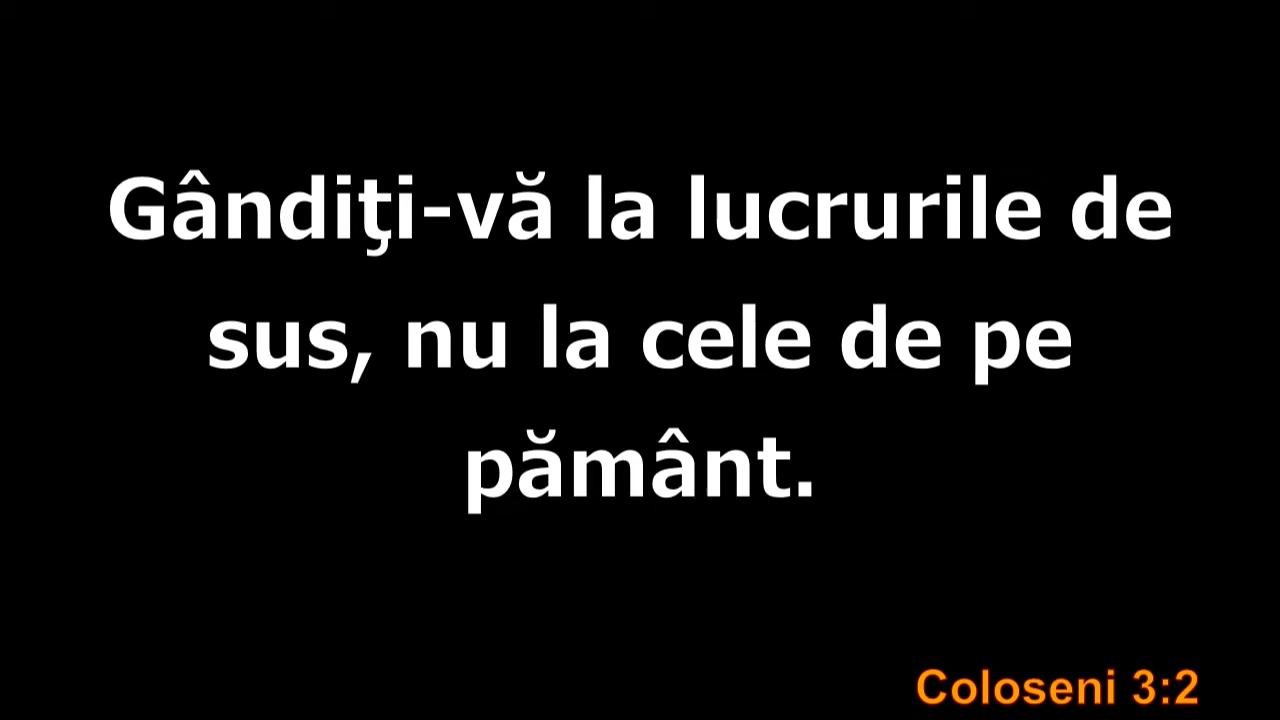 Gândiţi-vă la lucrurile de
sus, nu la cele de pe
pământ.
Coloseni 3:2